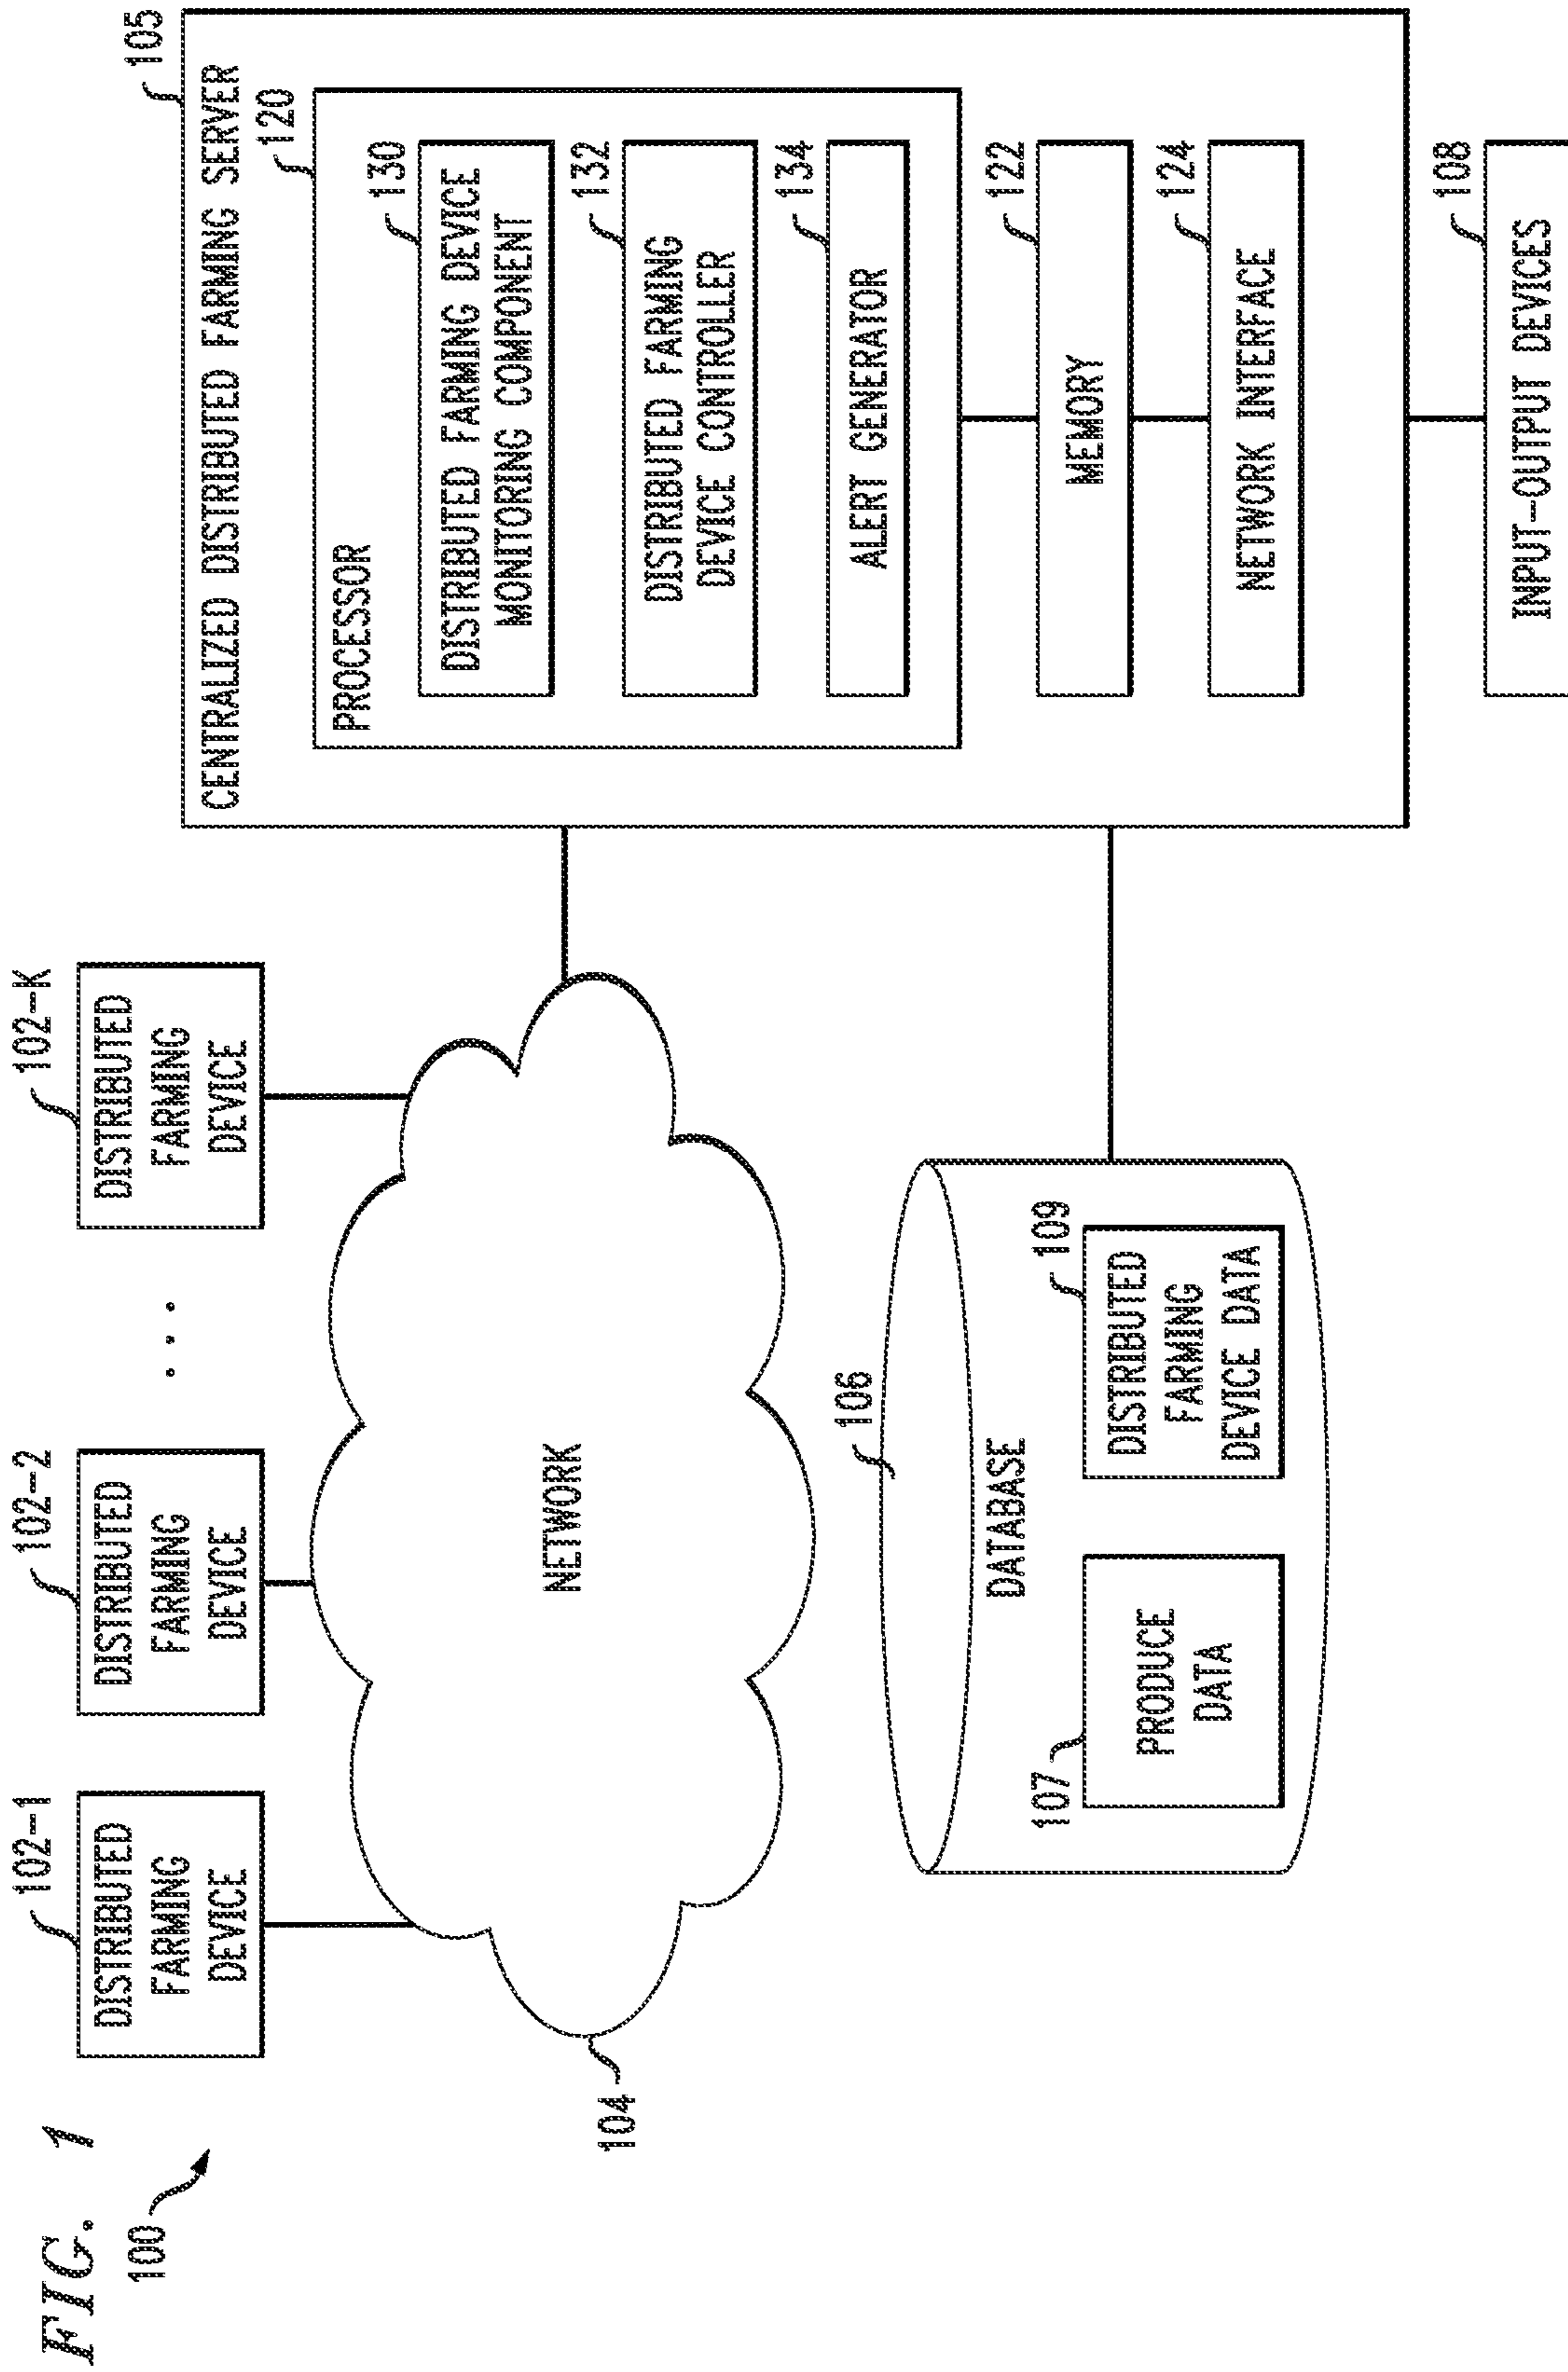 FIG. 1
100
102-1
DISTRIBUTED
FARMING
DEVICE
102-2
DISTRIBUTED
FARMING
DEVICE
. . .
102-K
DISTRIBUTED
FARMING
DEVICE
104
NETWORK
106
DATABASE
107
PRODUCE
DATA
109
DISTRIBUTED
FARMING
DEVICE DATA
105
CENTRALIZED DISTRIBUTED FARMING SERVER
120
PROCESSOR
130
DISTRIBUTED FARMING DEVICE
MONITORING COMPONENT
132
DISTRIBUTED FARMING
DEVICE CONTROLLER
134
ALERT GENERATOR
122
MEMORY
124
NETWORK INTERFACE
108
INPUT-OUTPUT DEVICES